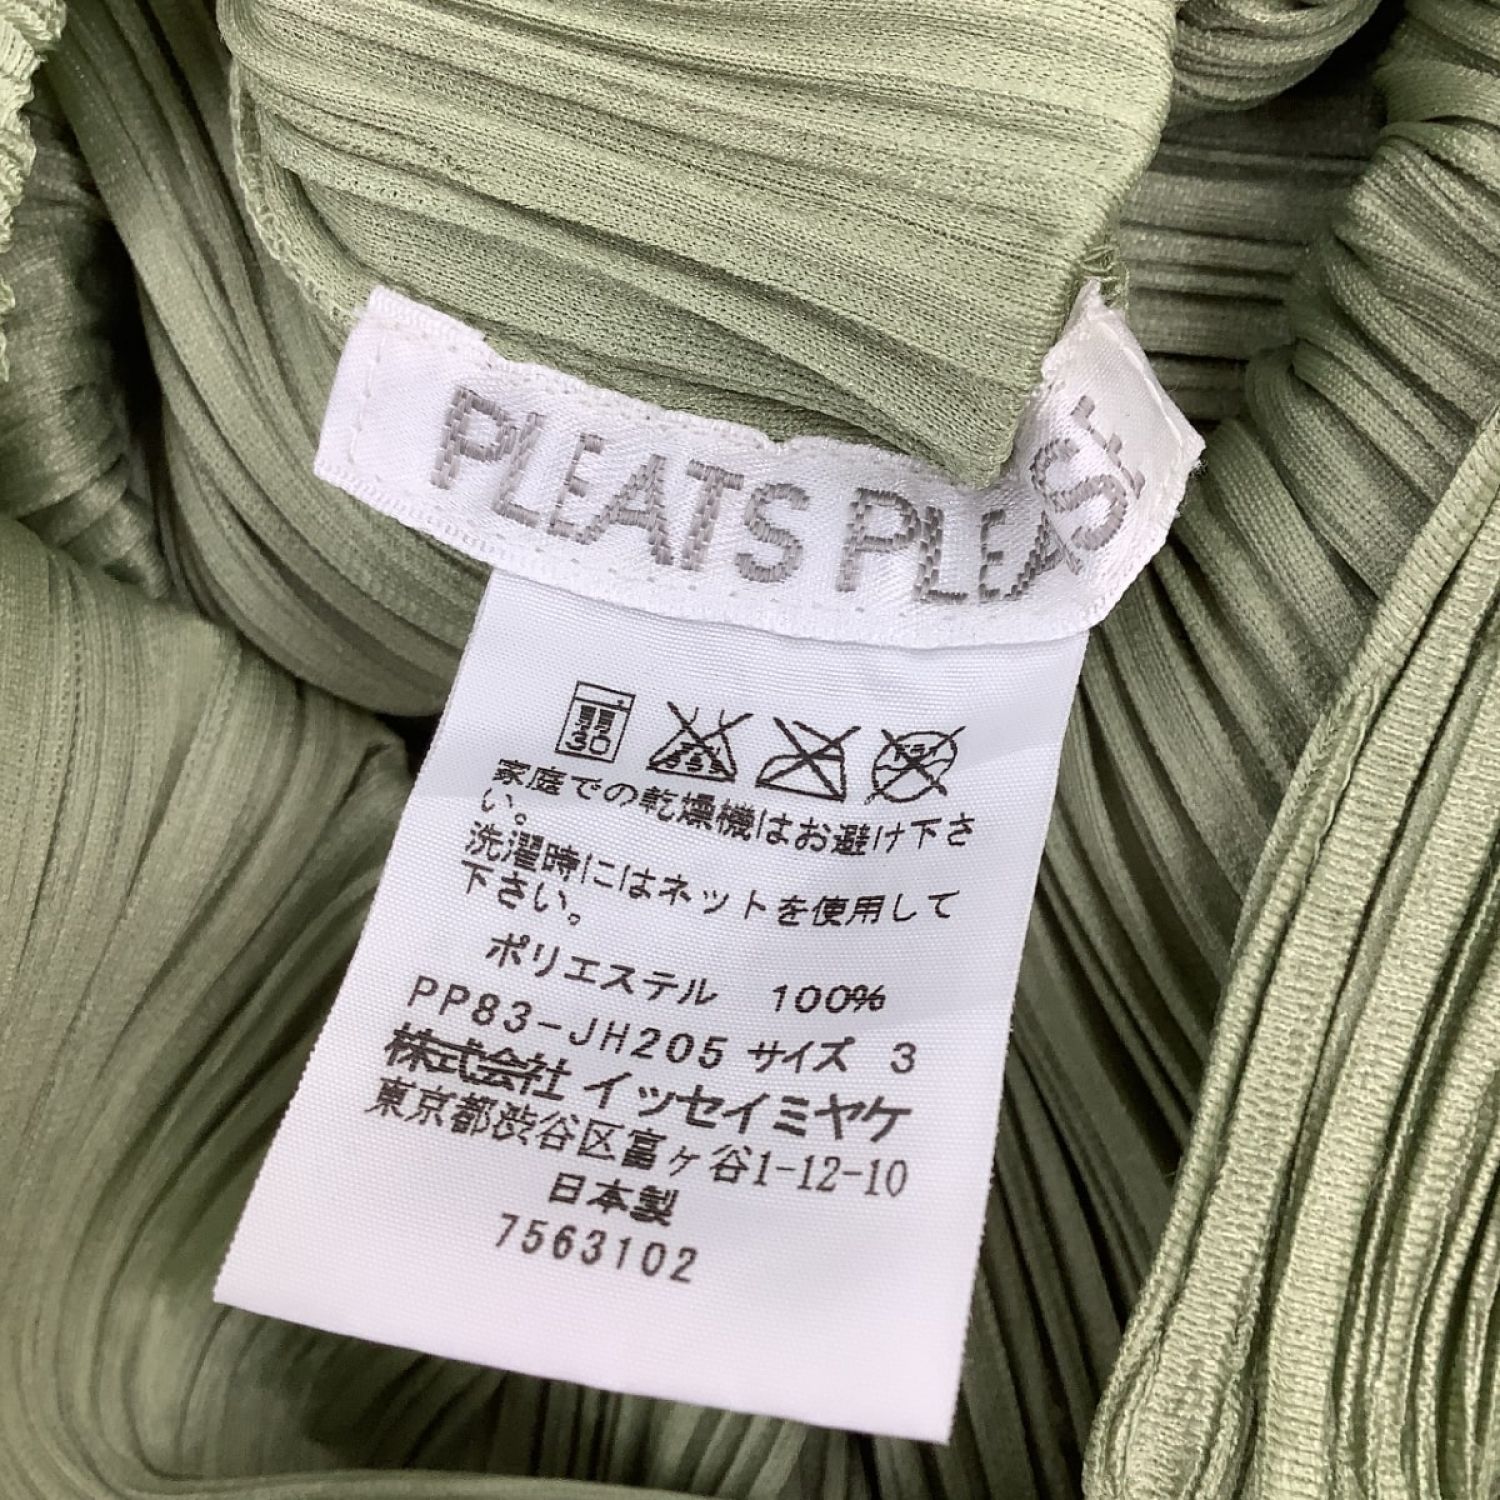 PLEATS PLEASE
家庭での乾燥機はお避け下さ
い。
洗濯時にはネットを使用して
下さい。
ポリエステル 100%
PP83-JH205 サイズ 3
株式会社 イッセイミヤケ
東京都渋谷区富ヶ谷1-12-10
日本製
7563102